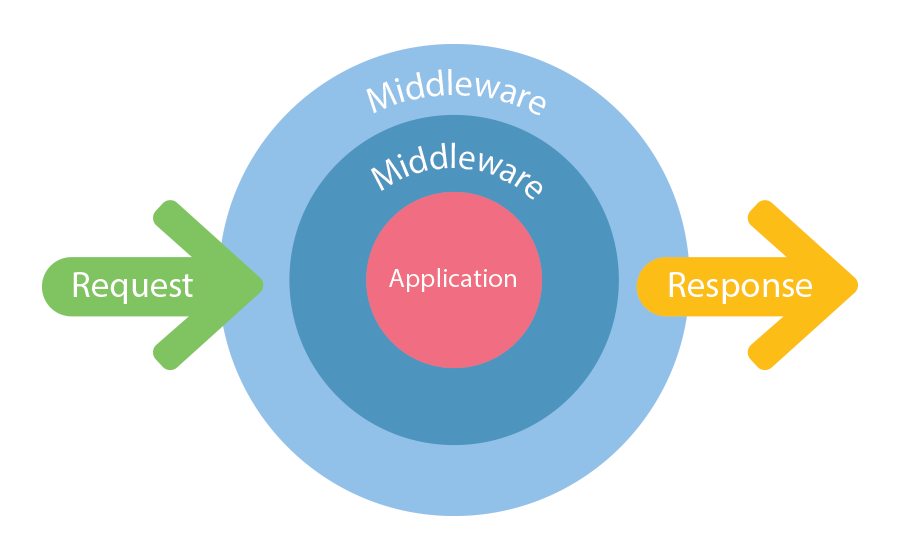 Middleware
Middleware
Request
Application
Response